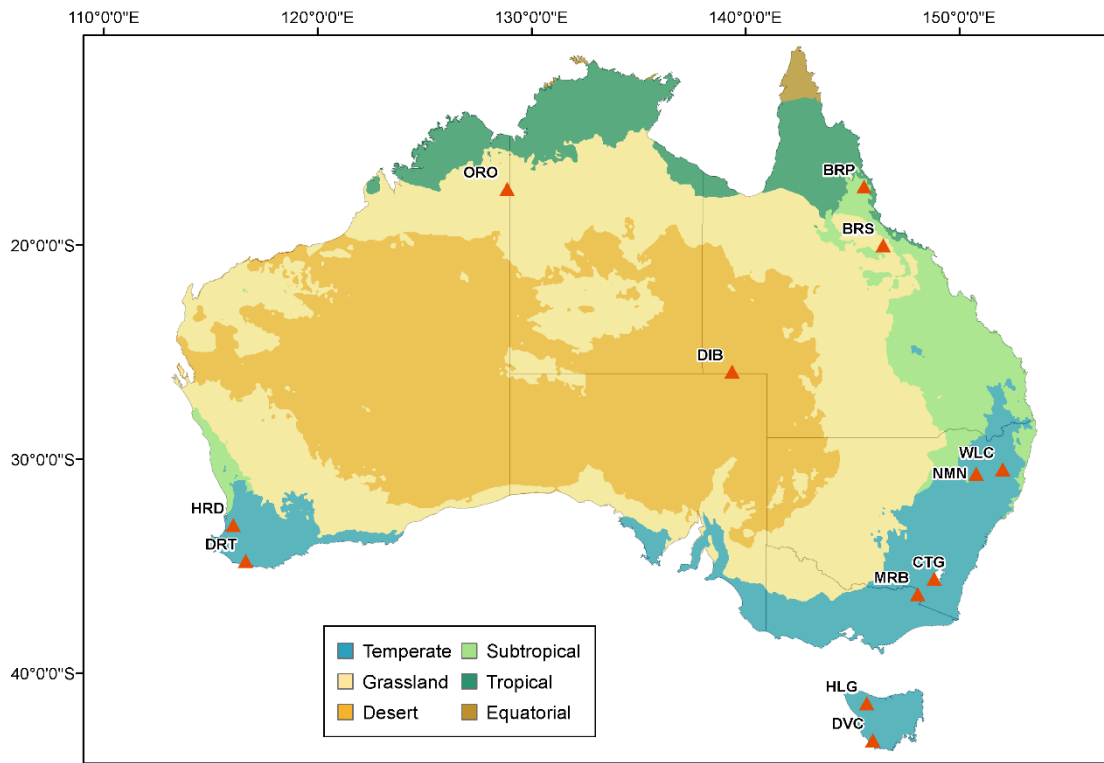 110°0'0"E 120°0'0"E 130°0'0"E 140°0'0"E 150°0'0"E
ORO
BRP
20°0'0"S
BRS
DIB
30°0'0"S
WLC
NMN
HRD
DRT
CTG
MRB
Temperate Subtropical
Grassland Tropical
Desert Equatorial
40°0'0"S
HLG
DVC